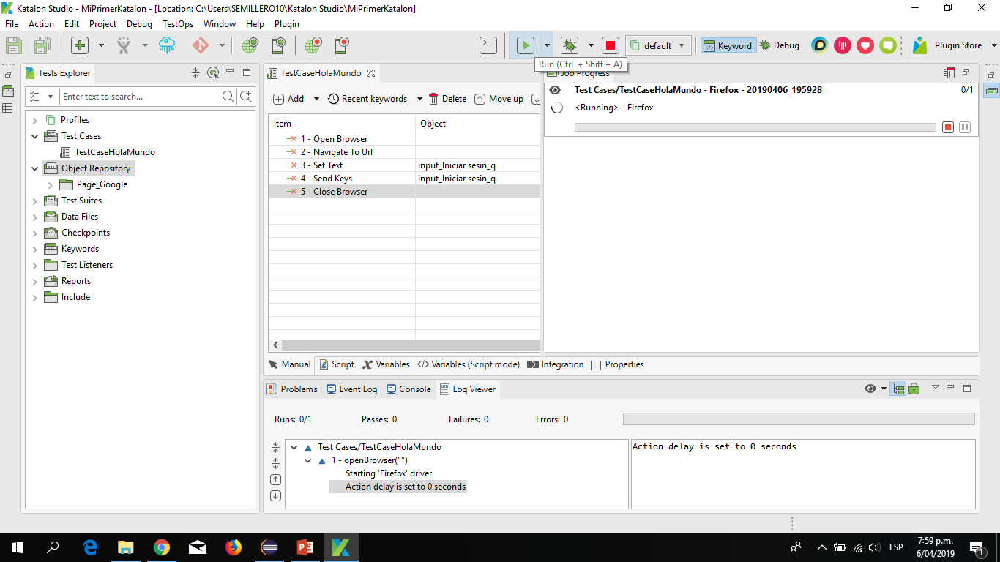 Katalon Studio - MiPrimerKatalon - [Location: C:\Users\SEMILLERO10\Katalon Studio\MiPrimerKatalon]
File Action Edit Project Debug TestOps Window Help Plugin
default Keyword Debug Plugin Store
Run (Ctrl + Shift + A)
Tests Explorer
Enter text to search...
Profiles
Test Cases
TestCaseHolaMundo
Object Repository
Page_Google
Test Suites
Data Files
Checkpoints
Keywords
Test Listeners
Reports
Include
TestCaseHolaMundo
Add Recent keywords Delete Move up
Item Object
1 - Open Browser
2 - Navigate To Url
3 - Set Text input_Iniciar sesin_q
4 - Send Keys input_Iniciar sesin_q
5 - Close Browser
Manual Script Variables Variables (Script mode) Integration Properties
Job Progress
Test Cases/TestCaseHolaMundo - Firefox - 20190406_195928 0/1
<Running> - Firefox
Problems Event Log Console Log Viewer
Runs: 0/1 Passes: 0 Failures: 0 Errors: 0
Test Cases/TestCaseHolaMundo
1 - openBrowser("")
Starting 'Firefox' driver
Action delay is set to 0 seconds
Action delay is set to 0 seconds
ESP
7:59 p.m.
6/04/2019
1